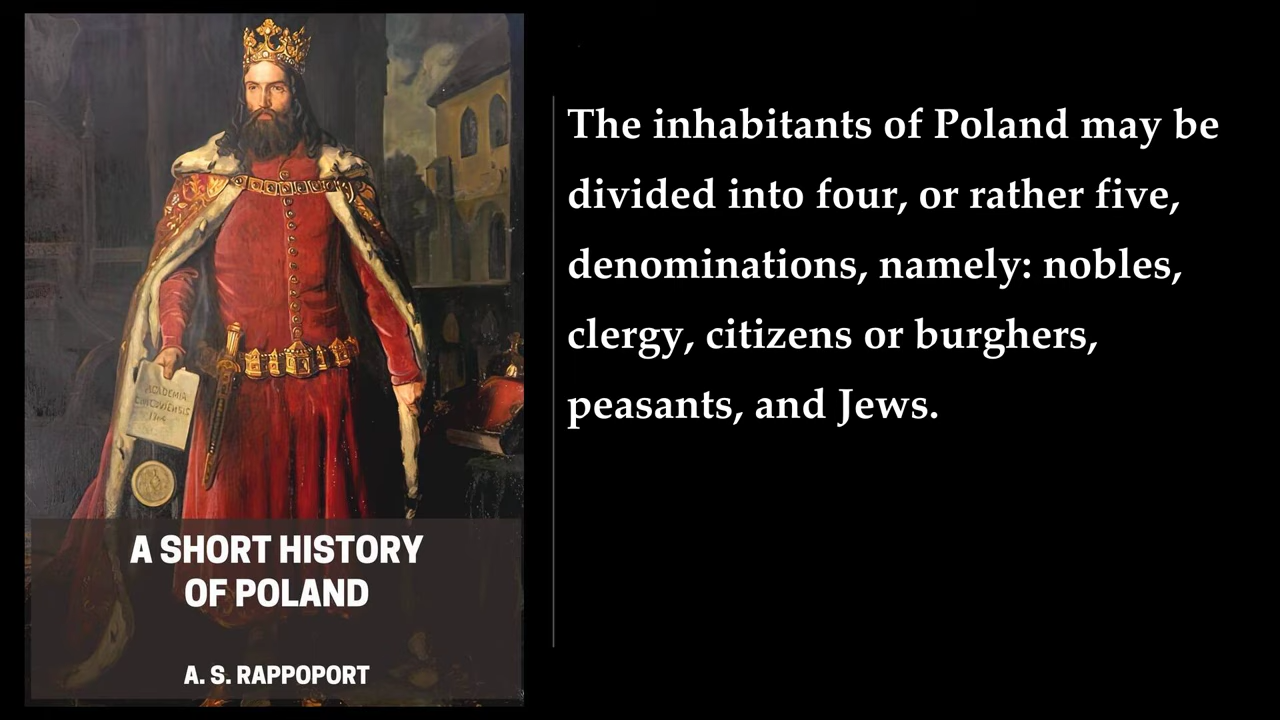 ACADEMIA
A SHORT HISTORY
OF POLAND
A. S. RAPPOPORT
The inhabitants of Poland may be
divided into four, or rather five,
denominations, namely: nobles,
clergy, citizens or burghers,
peasants, and Jews.